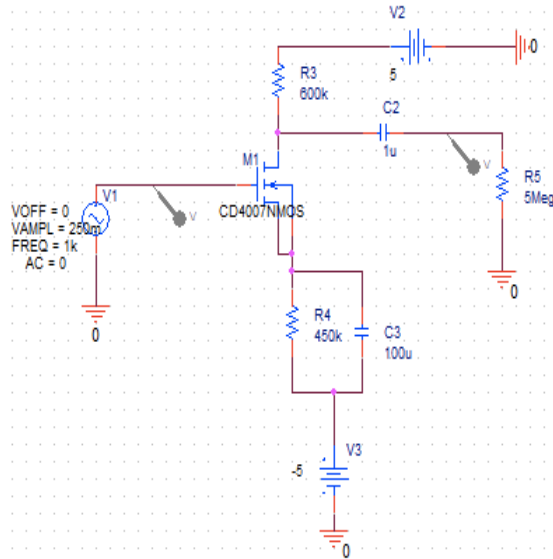 V2
0
R3
600k
5
C2
1u
M1
V
R5
5Meg
V1
V
VOFF = 0
VAMPL = 250m
FREQ = 1k
AC = 0
CD4007NMOS
0
0
R4
450k
C3
100u
V3
-5
0